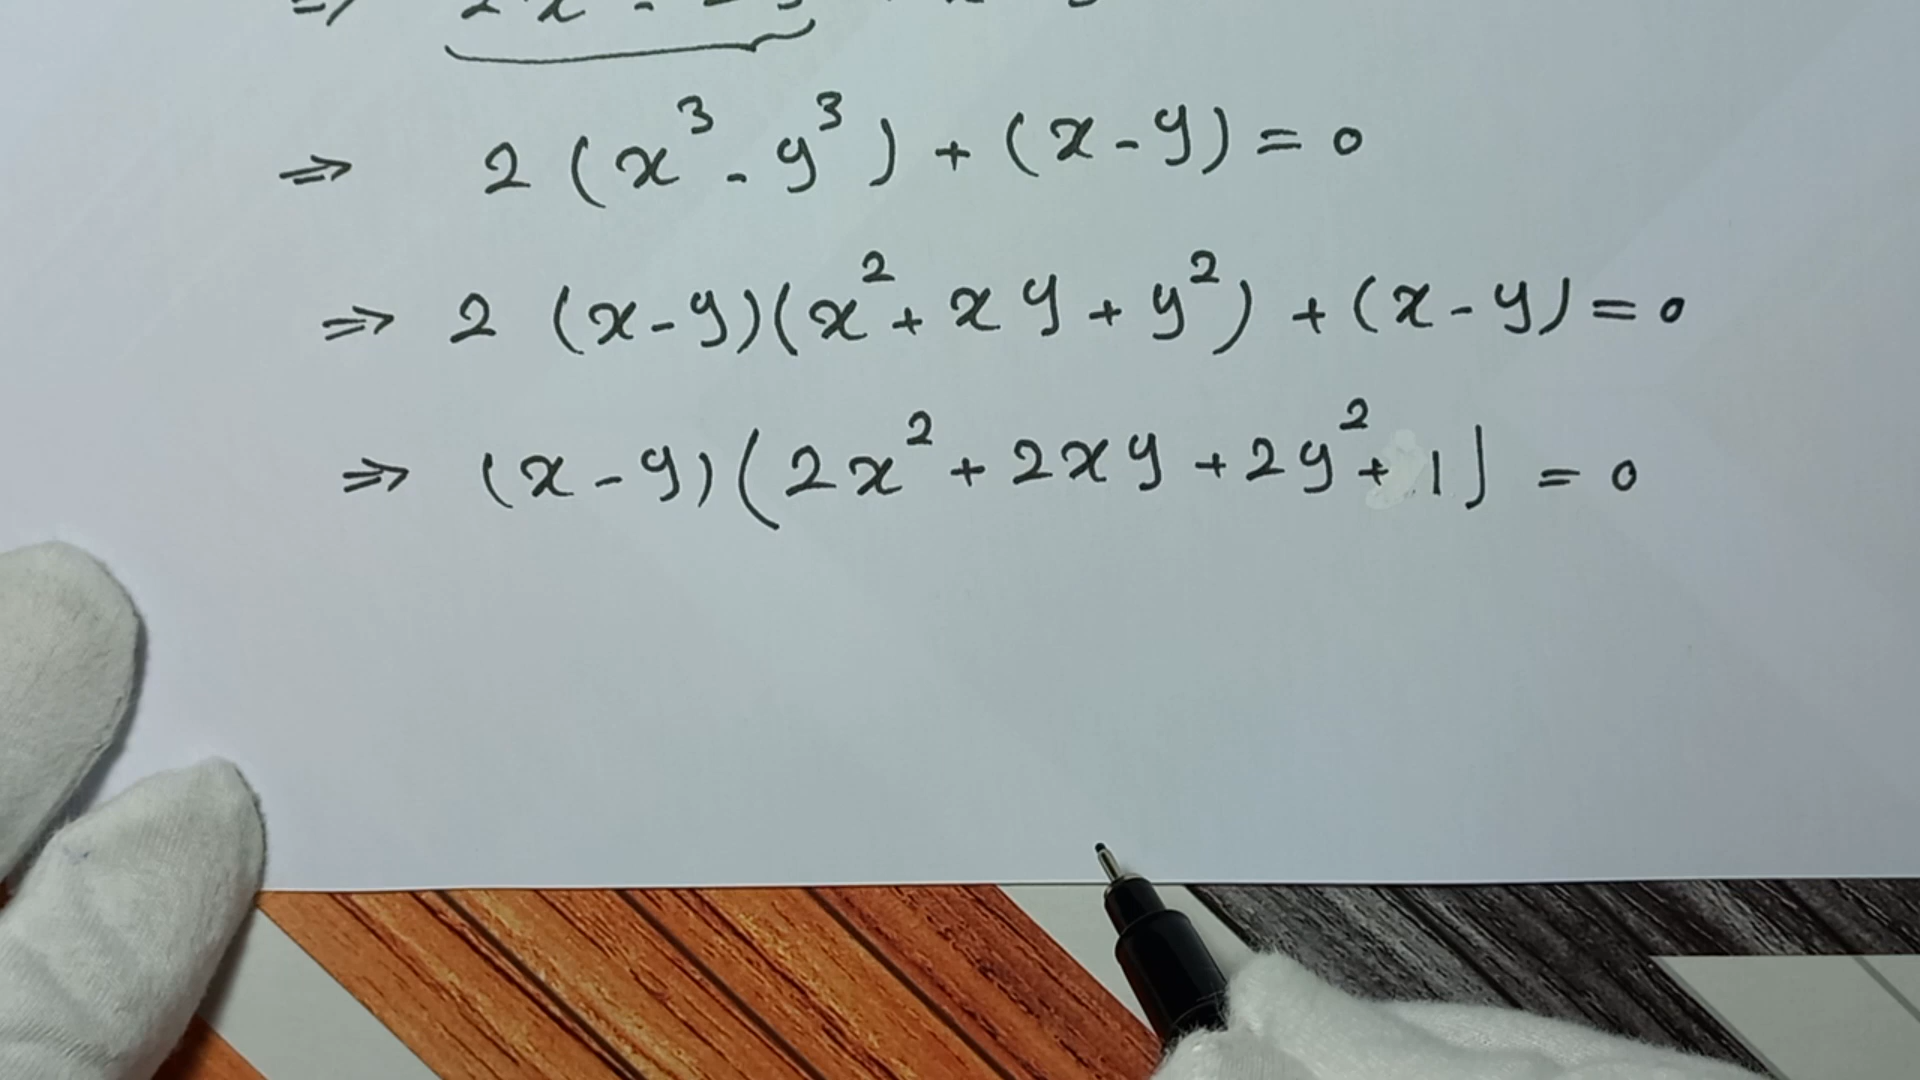 ⇒ 2 (x³ - y³) + (x - y) = 0
⇒ 2 (x - y)(x² + xy + y²) + (x - y) = 0
⇒ (x - y)(2x² + 2xy + 2y² + 1) = 0